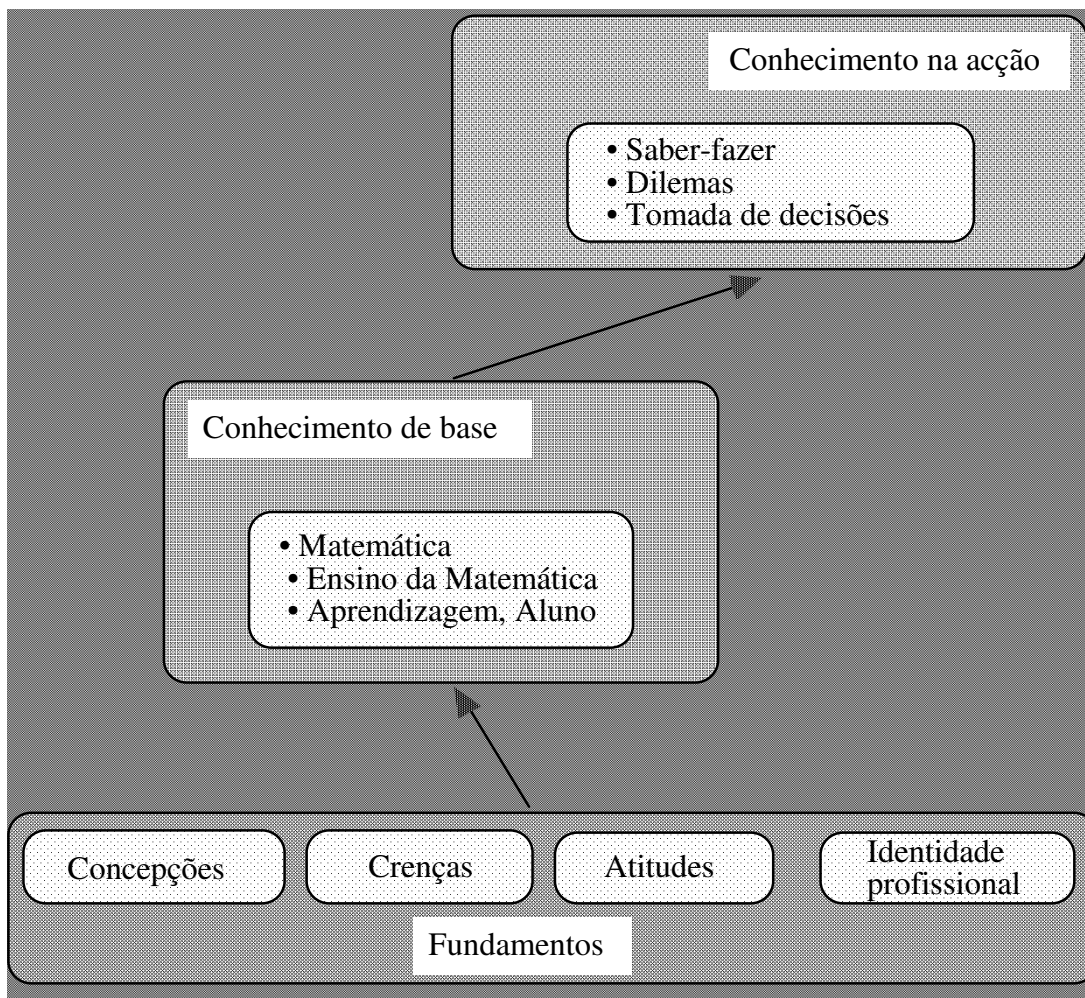 Conhecimento na acção
• Saber-fazer
• Dilemas
• Tomada de decisões
Conhecimento de base
• Matemática
• Ensino da Matemática
• Aprendizagem, Aluno
Concepções
Crenças
Atitudes
Identidade
profissional
Fundamentos